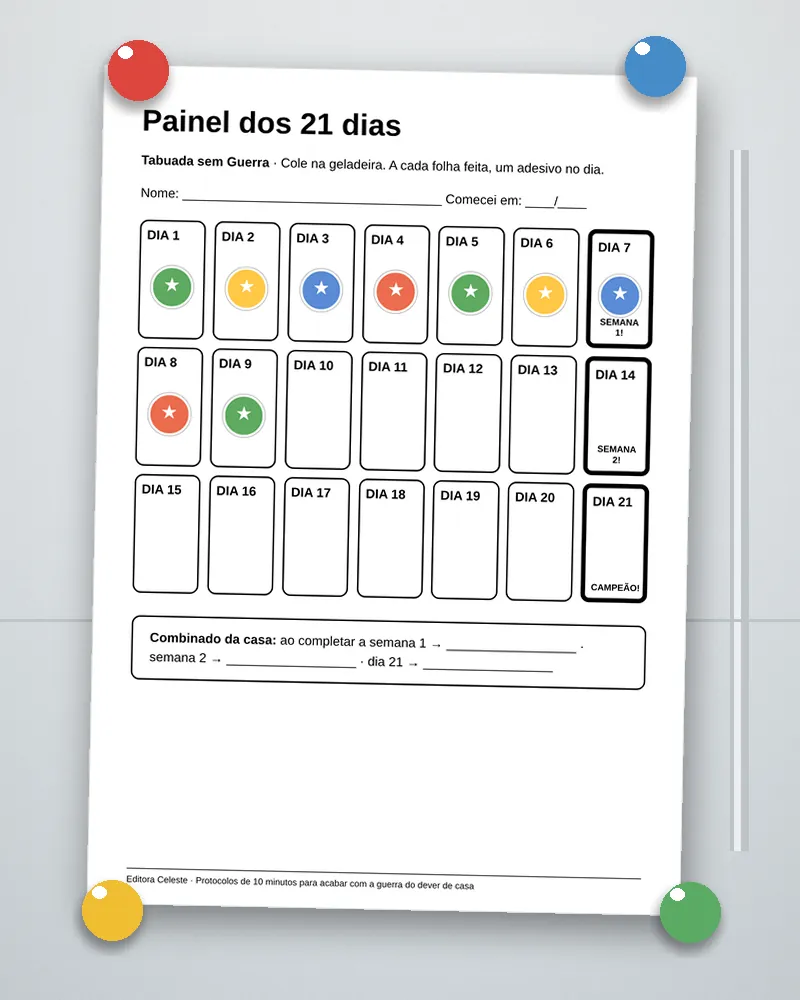 Painel dos 21 dias
Tabuada sem Guerra · Cole na geladeira. A cada folha feita, um adesivo no dia.
Nome: ________________________________ Comecei em: ____/____
DIA 1 DIA 2 DIA 3 DIA 4 DIA 5 DIA 6 DIA 7
SEMANA
1!
DIA 8 DIA 9 DIA 10 DIA 11 DIA 12 DIA 13 DIA 14
SEMANA
2!
DIA 15 DIA 16 DIA 17 DIA 18 DIA 19 DIA 20 DIA 21
CAMPEÃO!
Combinado da casa: ao completar a semana 1 → __________________ .
semana 2 → __________________ · dia 21 → __________________
Editora Celeste · Protocolos de 10 minutos para acabar com a guerra do dever de casa